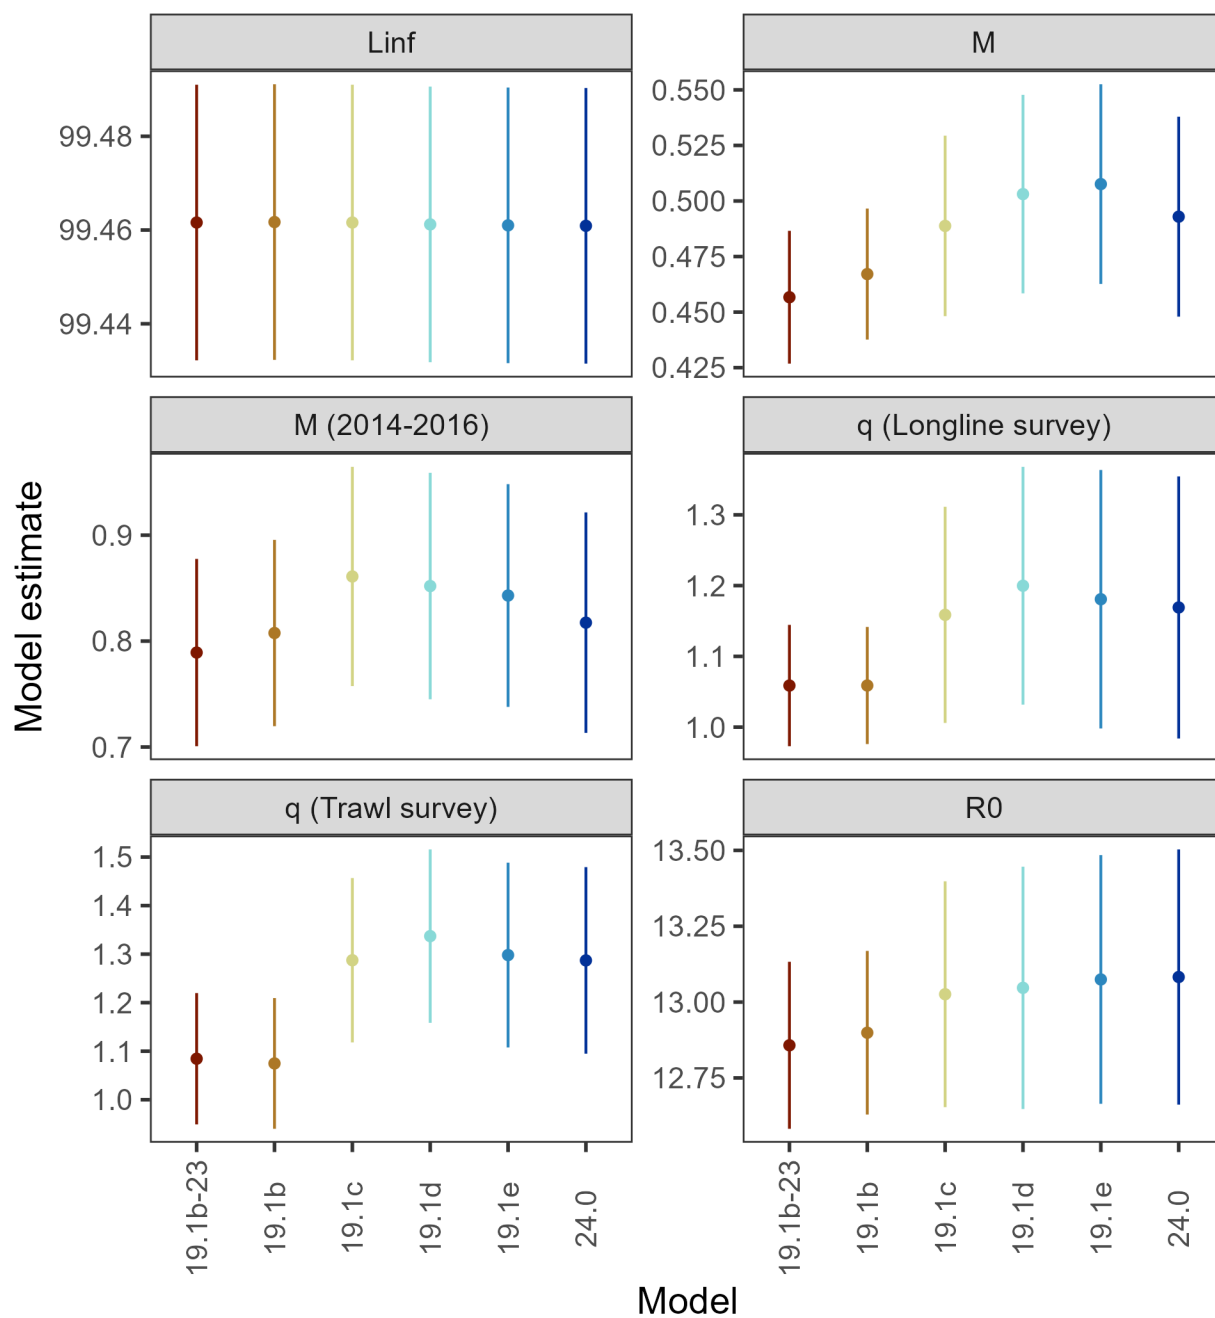 Linf
99.48
99.46
99.44
M
0.550
0.525
0.500
0.475
0.450
0.425
M (2014-2016)
0.9
0.8
0.7
q (Longline survey)
1.3
1.2
1.1
1.0
q (Trawl survey)
1.5
1.4
1.3
1.2
1.1
1.0
R0
13.50
13.25
13.00
12.75
Model estimate
19.1b-23
19.1b
19.1c
19.1d
19.1e
24.0
19.1b-23
19.1b
19.1c
19.1d
19.1e
24.0
Model